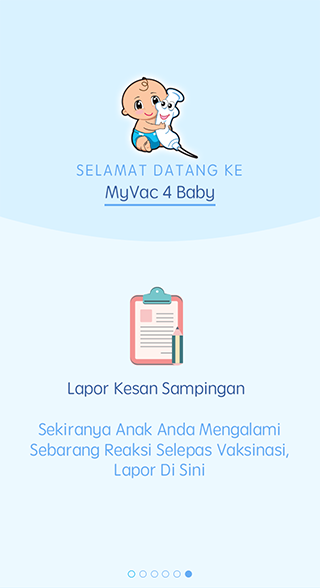 SELAMAT DATANG KE
MyVac 4 Baby
Lapor Kesan Sampingan
Sekiranya Anak Anda Mengalami
Sebarang Reaksi Selepas Vaksinasi,
Lapor Di Sini